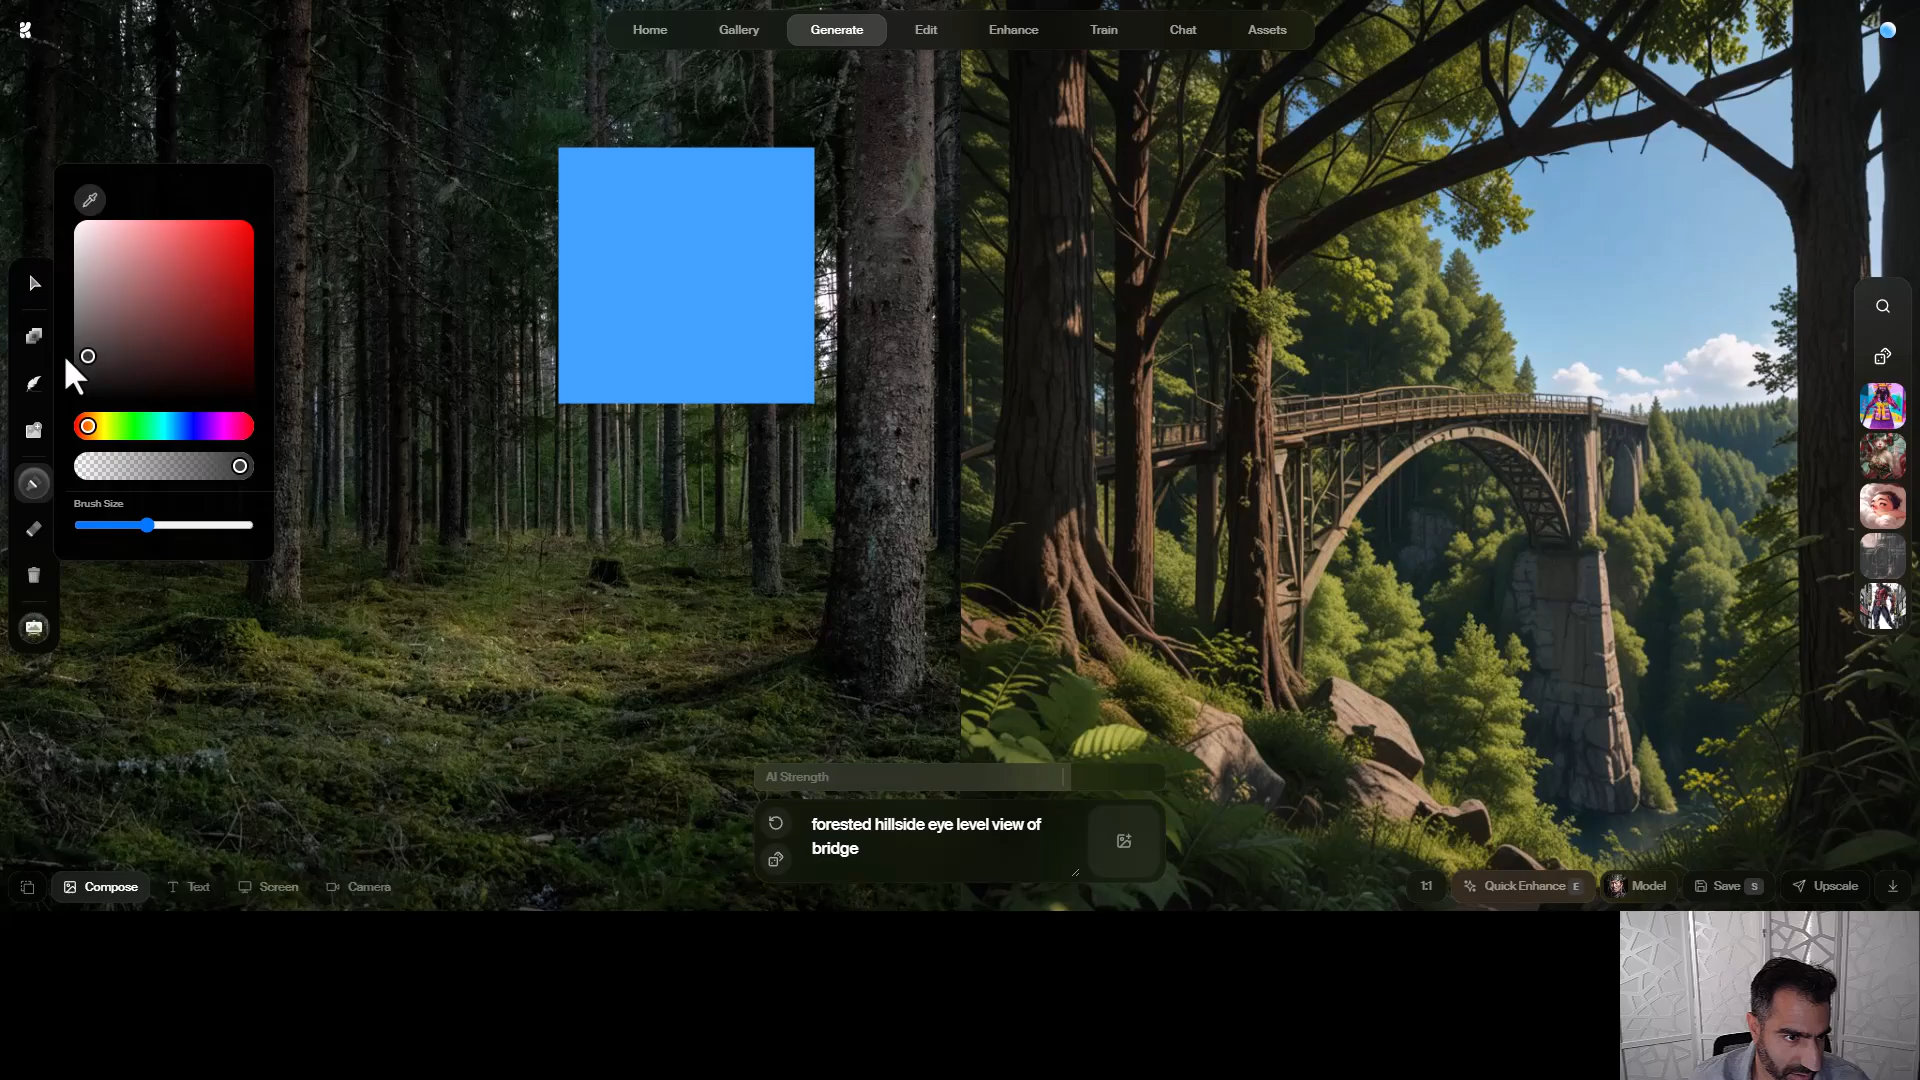 Home
Gallery
Generate
Edit
Enhance
Train
Chat
Assets
Brush Size
AI Strength
forested hillside eye level view of
bridge
Compose
Text
Screen
Camera
1:1
Quick Enhance E
Model
Save S
Upscale